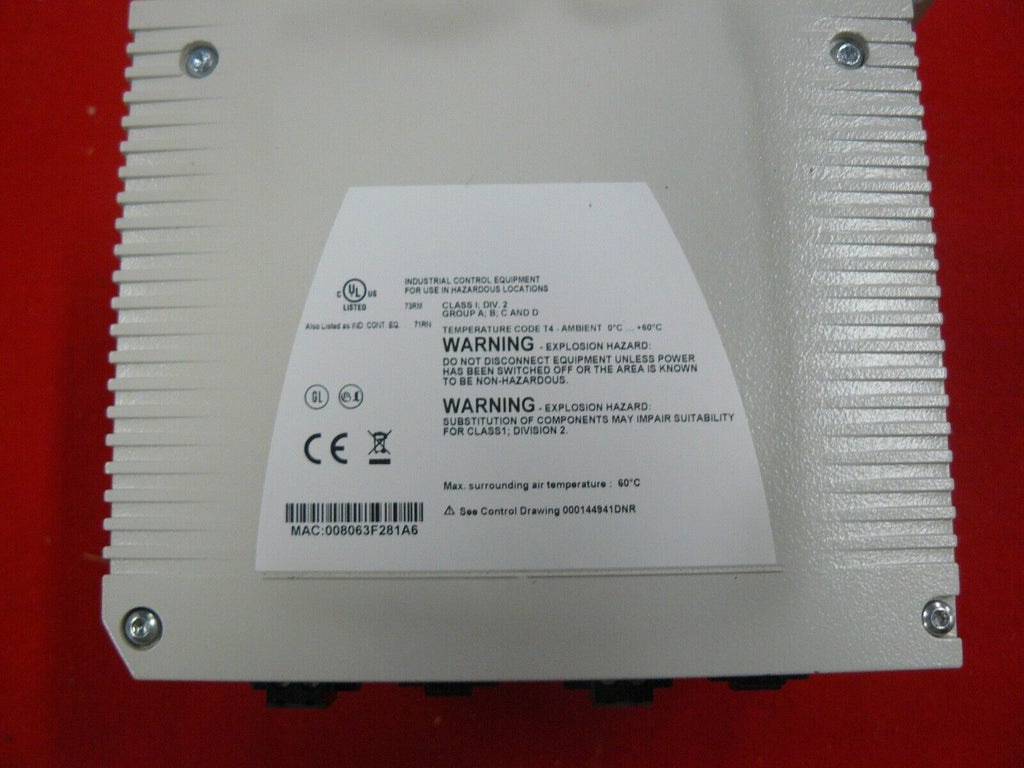 INDUSTRIAL CONTROL EQUIPMENT
FOR USE IN HAZARDOUS LOCATIONS
C UL US
LISTED
73RM CLASS I; DIV. 2
GROUP A; B; C AND D
Also Listed as IND. CONT. EQ. 71RN
TEMPERATURE CODE T4 - AMBIENT 0°C ... +60°C
WARNING - EXPLOSION HAZARD:
DO NOT DISCONNECT EQUIPMENT UNLESS POWER
HAS BEEN SWITCHED OFF OR THE AREA IS KNOWN
TO BE NON-HAZARDOUS.
GL
WARNING - EXPLOSION HAZARD:
SUBSTITUTION OF COMPONENTS MAY IMPAIR SUITABILITY
FOR CLASS1; DIVISION 2.
CE
Max. surrounding air temperature : 60°C
⚠ See Control Drawing 000144941DNR
MAC:008063F281A6